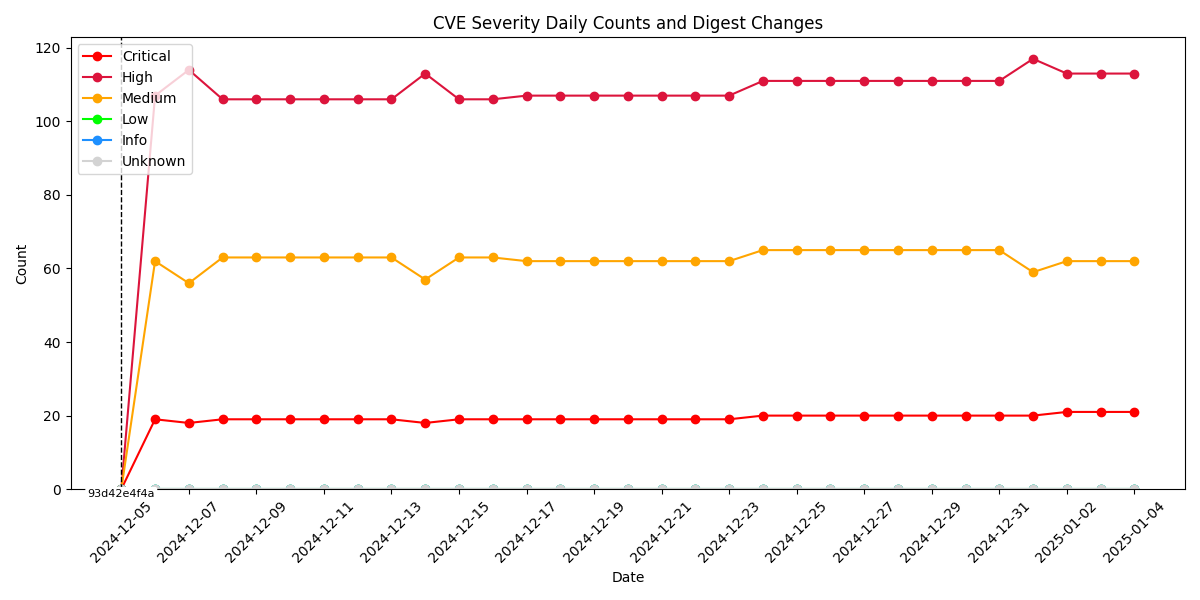 CVE Severity Daily Counts and Digest Changes
Critical
High
Medium
Low
Info
Unknown
120
100
80
60
40
20
0
Count
93d42e4f4a
2024-12-05
2024-12-07
2024-12-09
2024-12-11
2024-12-13
2024-12-15
2024-12-17
2024-12-19
2024-12-21
2024-12-23
2024-12-25
2024-12-27
2024-12-29
2024-12-31
2025-01-02
2025-01-04
Date